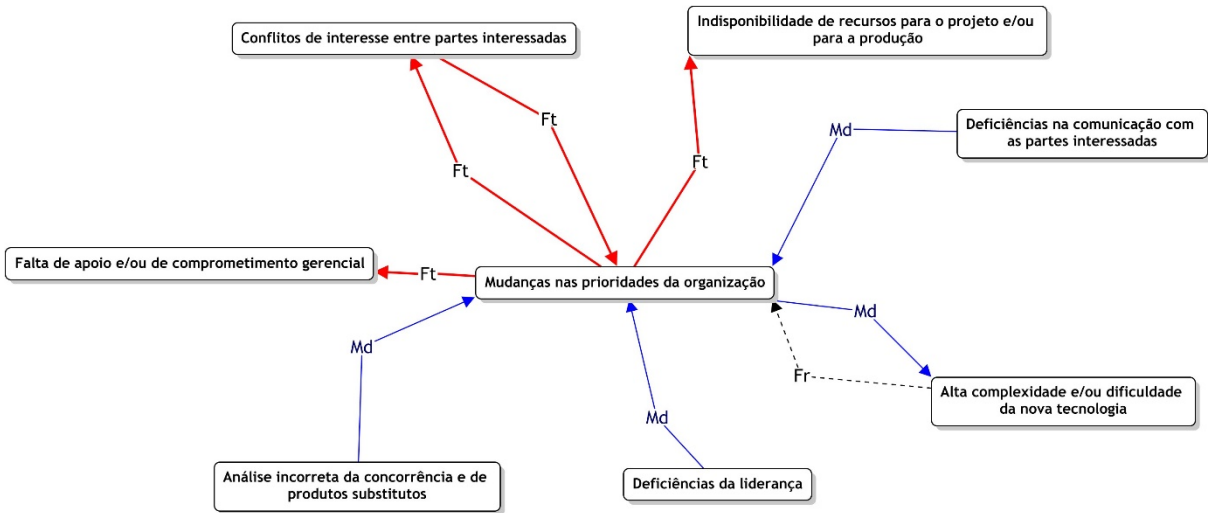 Indisponibilidade de recursos para o projeto e/ou
para a produção
Conflitos de interesse entre partes interessadas
Ft
Ft
Ft
Md
Deficiências na comunicação com
as partes interessadas
Falta de apoio e/ou de comprometimento gerencial
Ft
Mudanças nas prioridades da organização
Md
Md
Fr
Alta complexidade e/ou dificuldade
da nova tecnologia
Md
Análise incorreta da concorrência e de
produtos substitutos
Deficiências da liderança